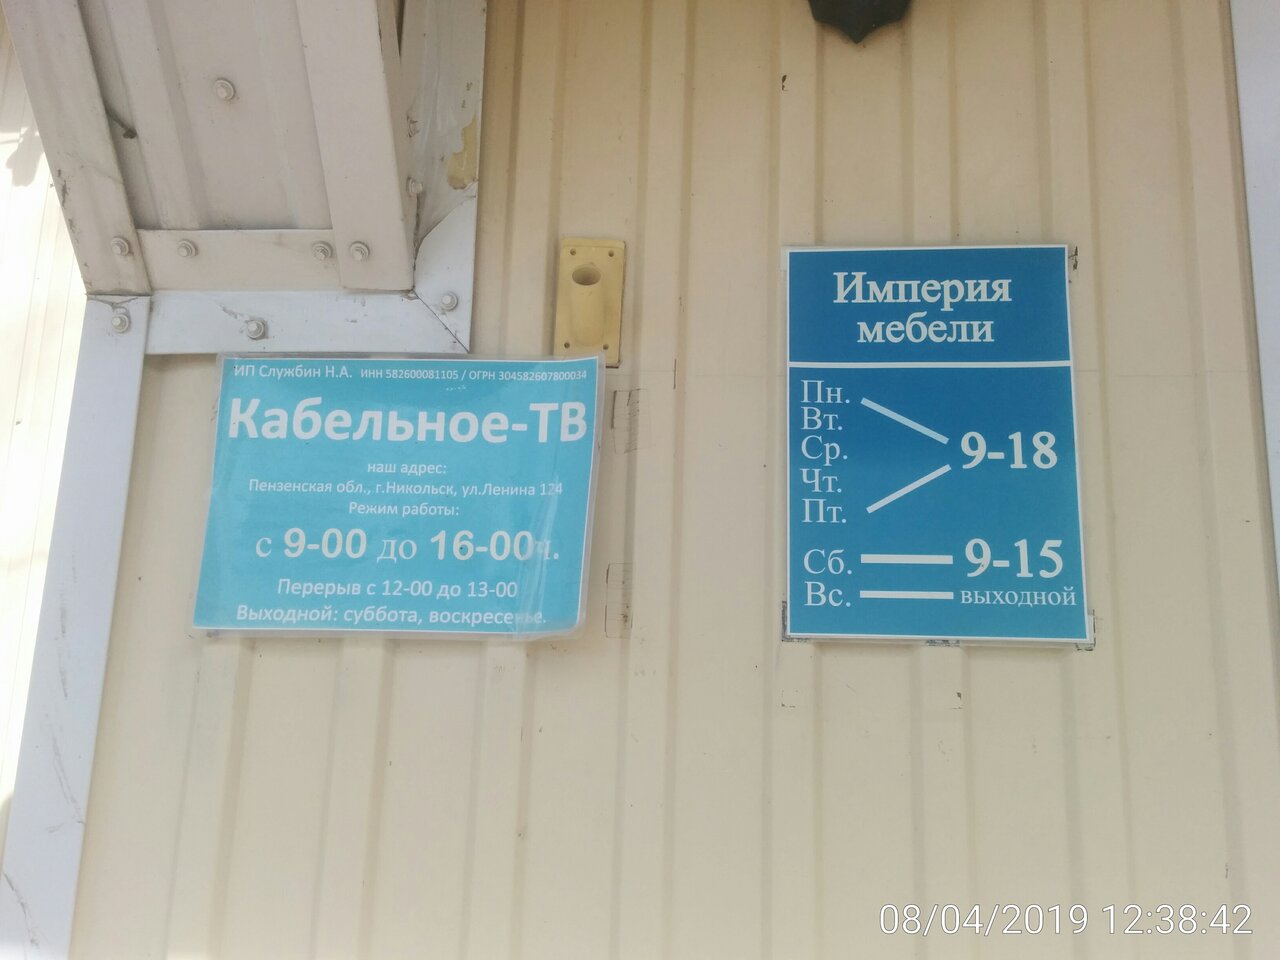 ИП Службин Н.А. ИНН 582600081105 / ОГРН 304582607800034
Кабельное-ТВ
наш адрес:
Пензенская обл., г.Никольск, ул.Ленина 124
Режим работы:
с 9-00 до 16-00ч.
Перерыв с 12-00 до 13-00
Выходной: суббота, воскресенье.
Империя
мебели
Пн.
Вт.
Ср. 9-18
Чт.
Пт.
Сб. 9-15
Вс. выходной
08/04/2019 12:38:42